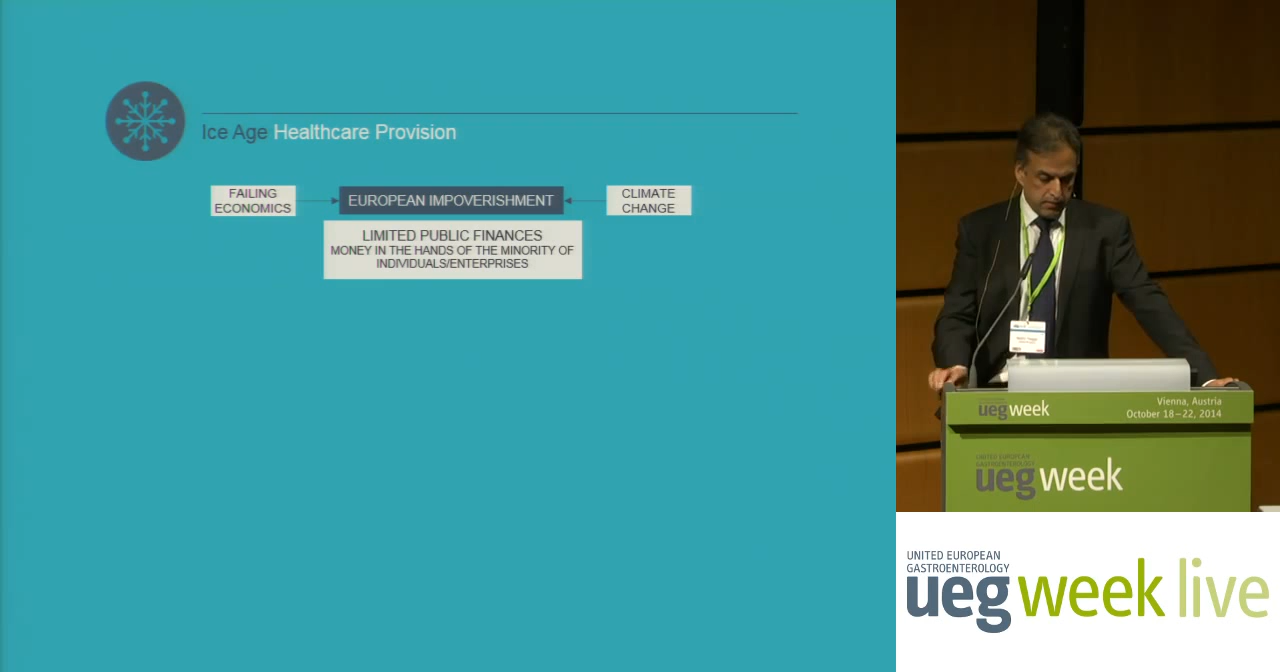 Ice Age Healthcare Provision
FAILING
ECONOMICS
EUROPEAN IMPOVERISHMENT
CLIMATE
CHANGE
LIMITED PUBLIC FINANCES
MONEY IN THE HANDS OF THE MINORITY OF
INDIVIDUALS/ENTERPRISES
ueg week
Vienna, Austria
October 18–22, 2014
UNITED EUROPEAN
GASTROENTEROLOGY
ueg week
UNITED EUROPEAN
GASTROENTEROLOGY
ueg week live